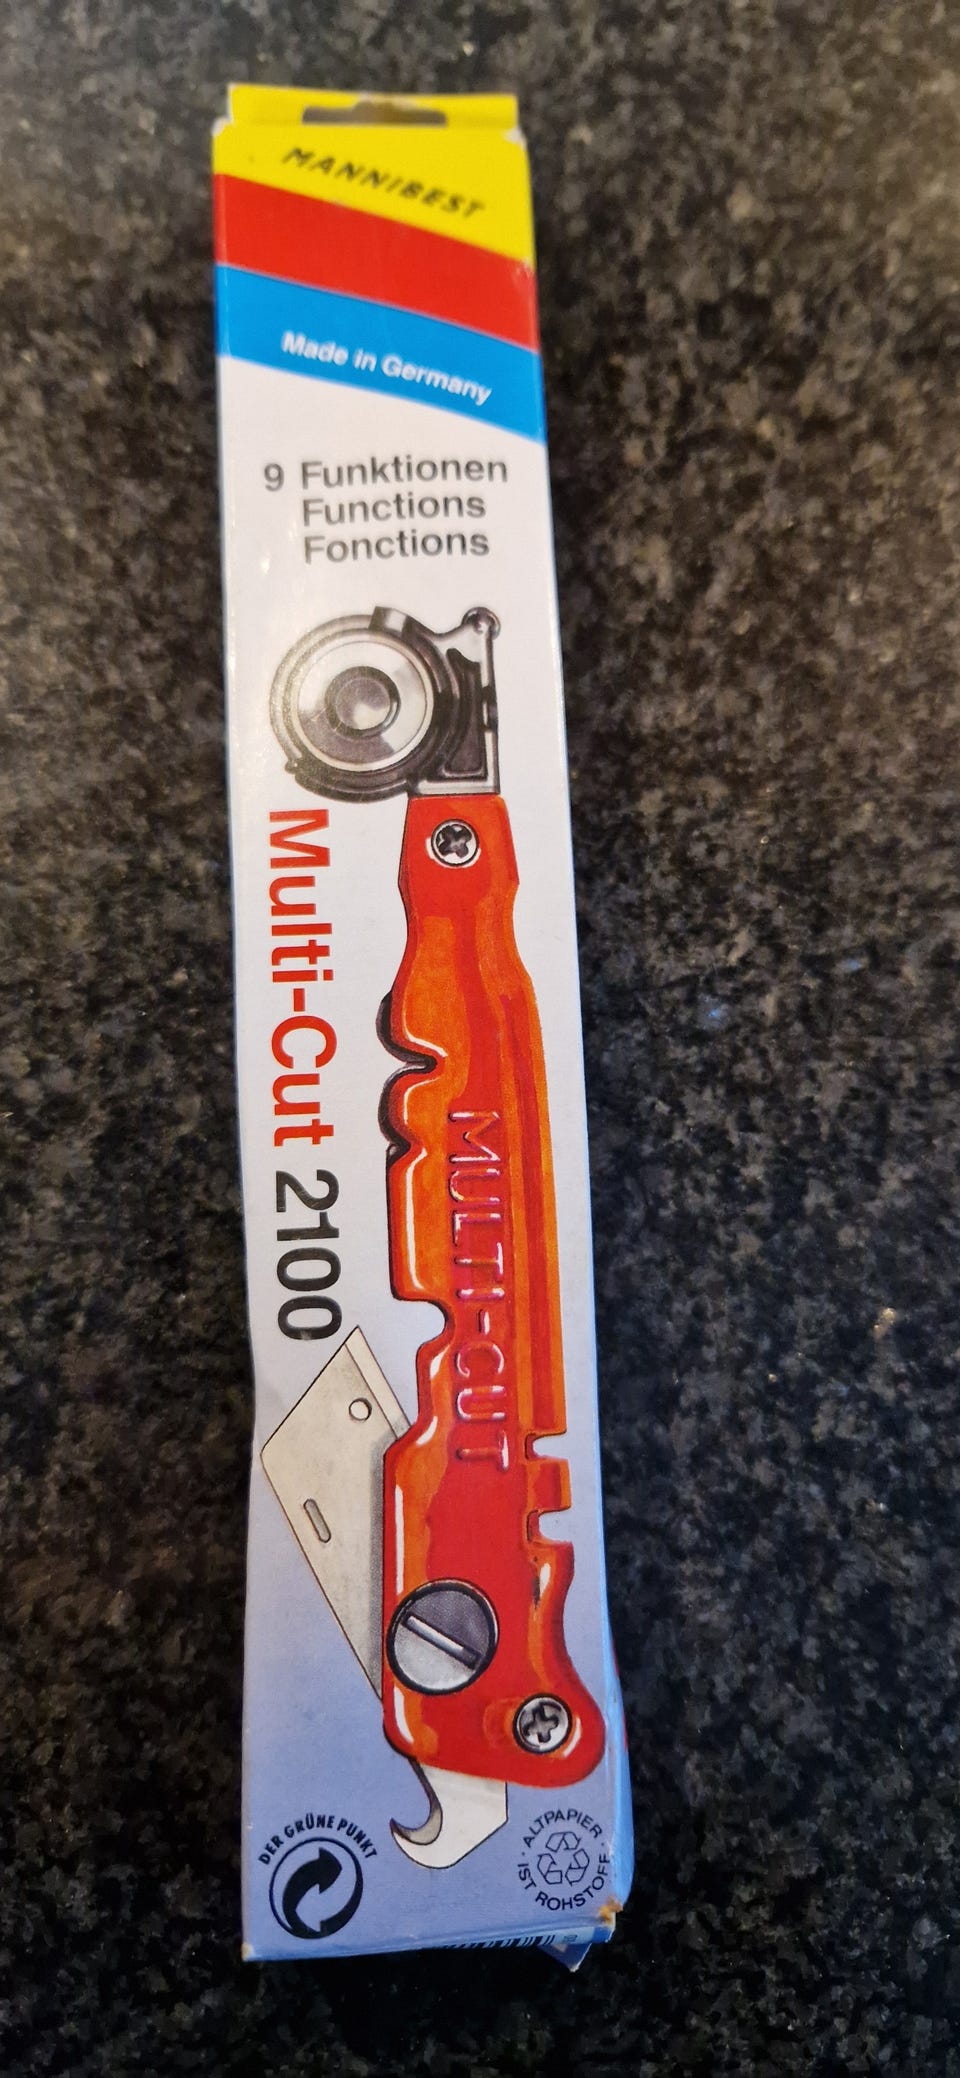 MANNIBEST
Made in Germany
9 Funktionen
Functions
Fonctions
Multi-Cut 2100
MULTI-CUT
DER GRÜNE PUNKT
· ALTPAPIER · IST ROHSTOFF